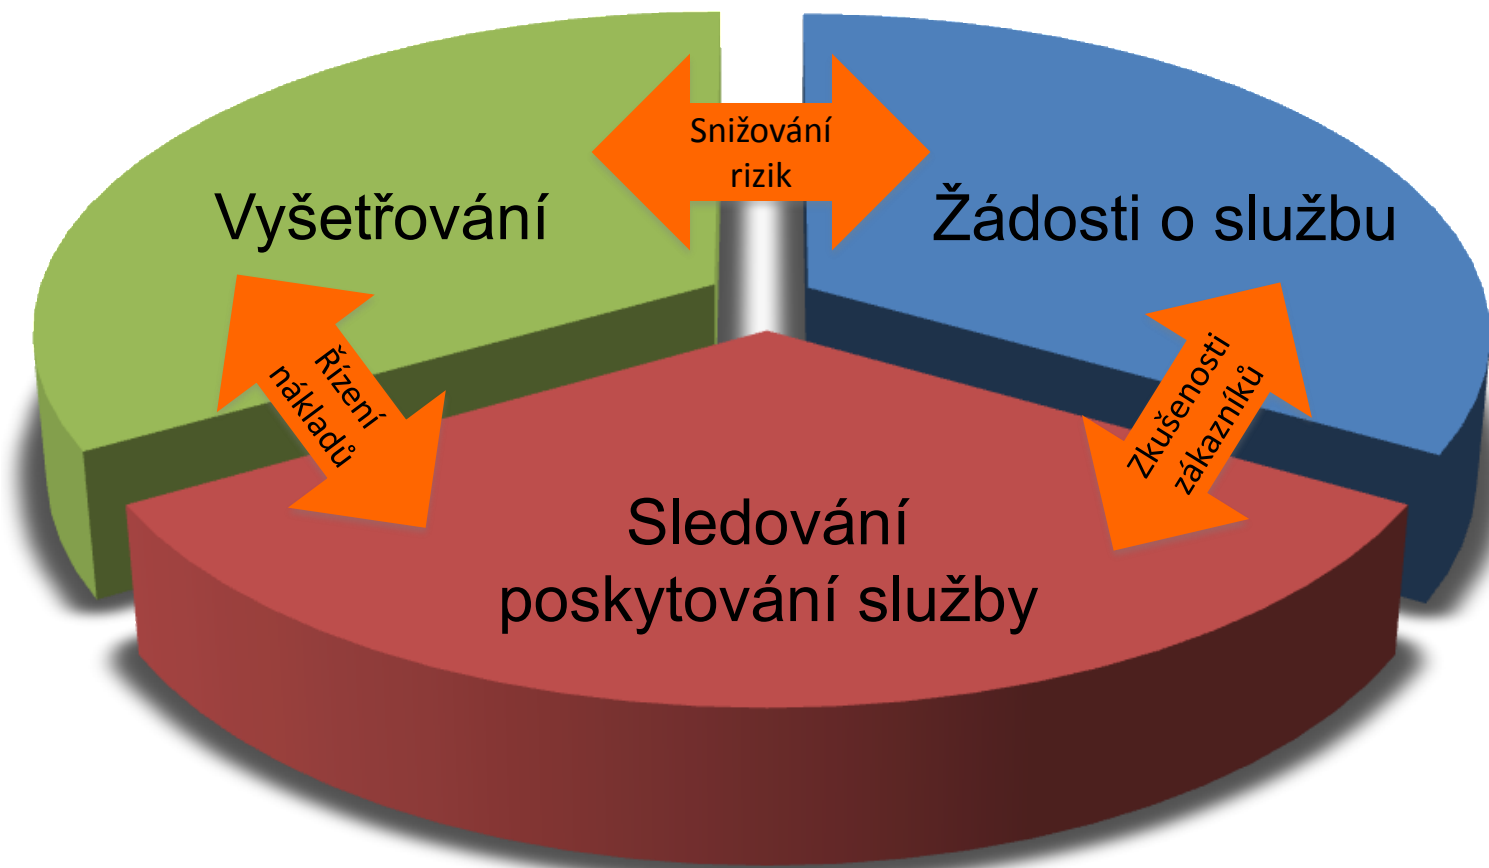 Snižování
rizik
Vyšetřování
Žádosti o službu
Řízení
nákladů
Zkušenosti
zákazníků
Sledování
poskytování služby